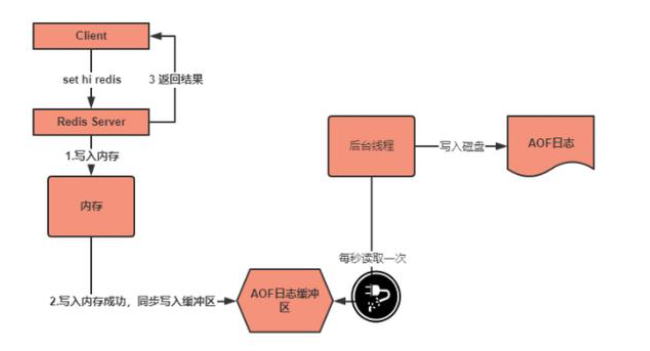 Client
set hi redis
3 返回结果
Redis Server
1.写入内存
内存
2.写入内存成功，同步写入缓冲区
AOF日志缓冲
区
每秒读取一次
后台线程
写入磁盘
AOF日志